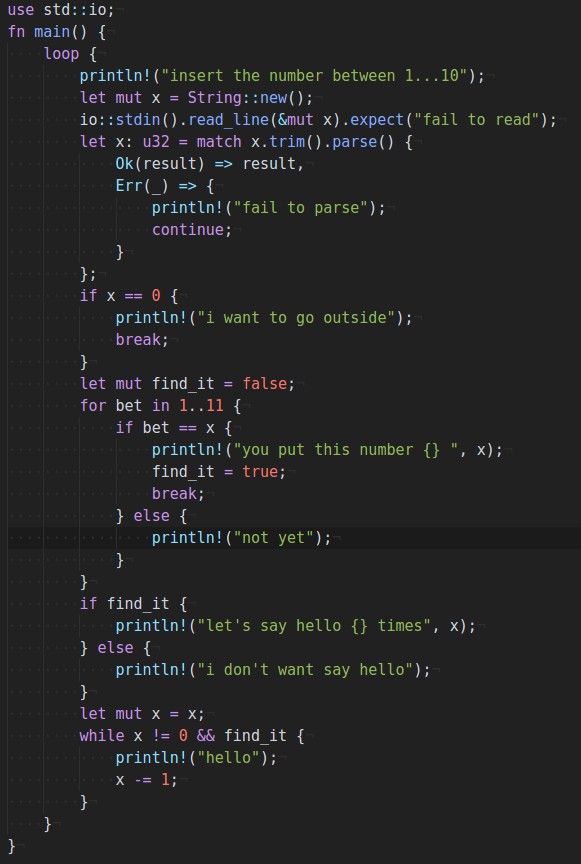 use std::io;
fn main() {
    loop {
        println!("insert the number between 1...10");
        let mut x = String::new();
        io::stdin().read_line(&mut x).expect("fail to read");
        let x: u32 = match x.trim().parse() {
            Ok(result) => result,
            Err(_) => {
                println!("fail to parse");
                continue;
            }
        };
        if x == 0 {
            println!("i want to go outside");
            break;
        }
        let mut find_it = false;
        for bet in 1..11 {
            if bet == x {
                println!("you put this number {} ", x);
                find_it = true;
                break;
            } else {
                println!("not yet");
            }
        }
        if find_it {
            println!("let's say hello {} times", x);
        } else {
            println!("i don't want say hello");
        }
        let mut x = x;
        while x != 0 && find_it {
            println!("hello");
            x -= 1;
        }
    }
}